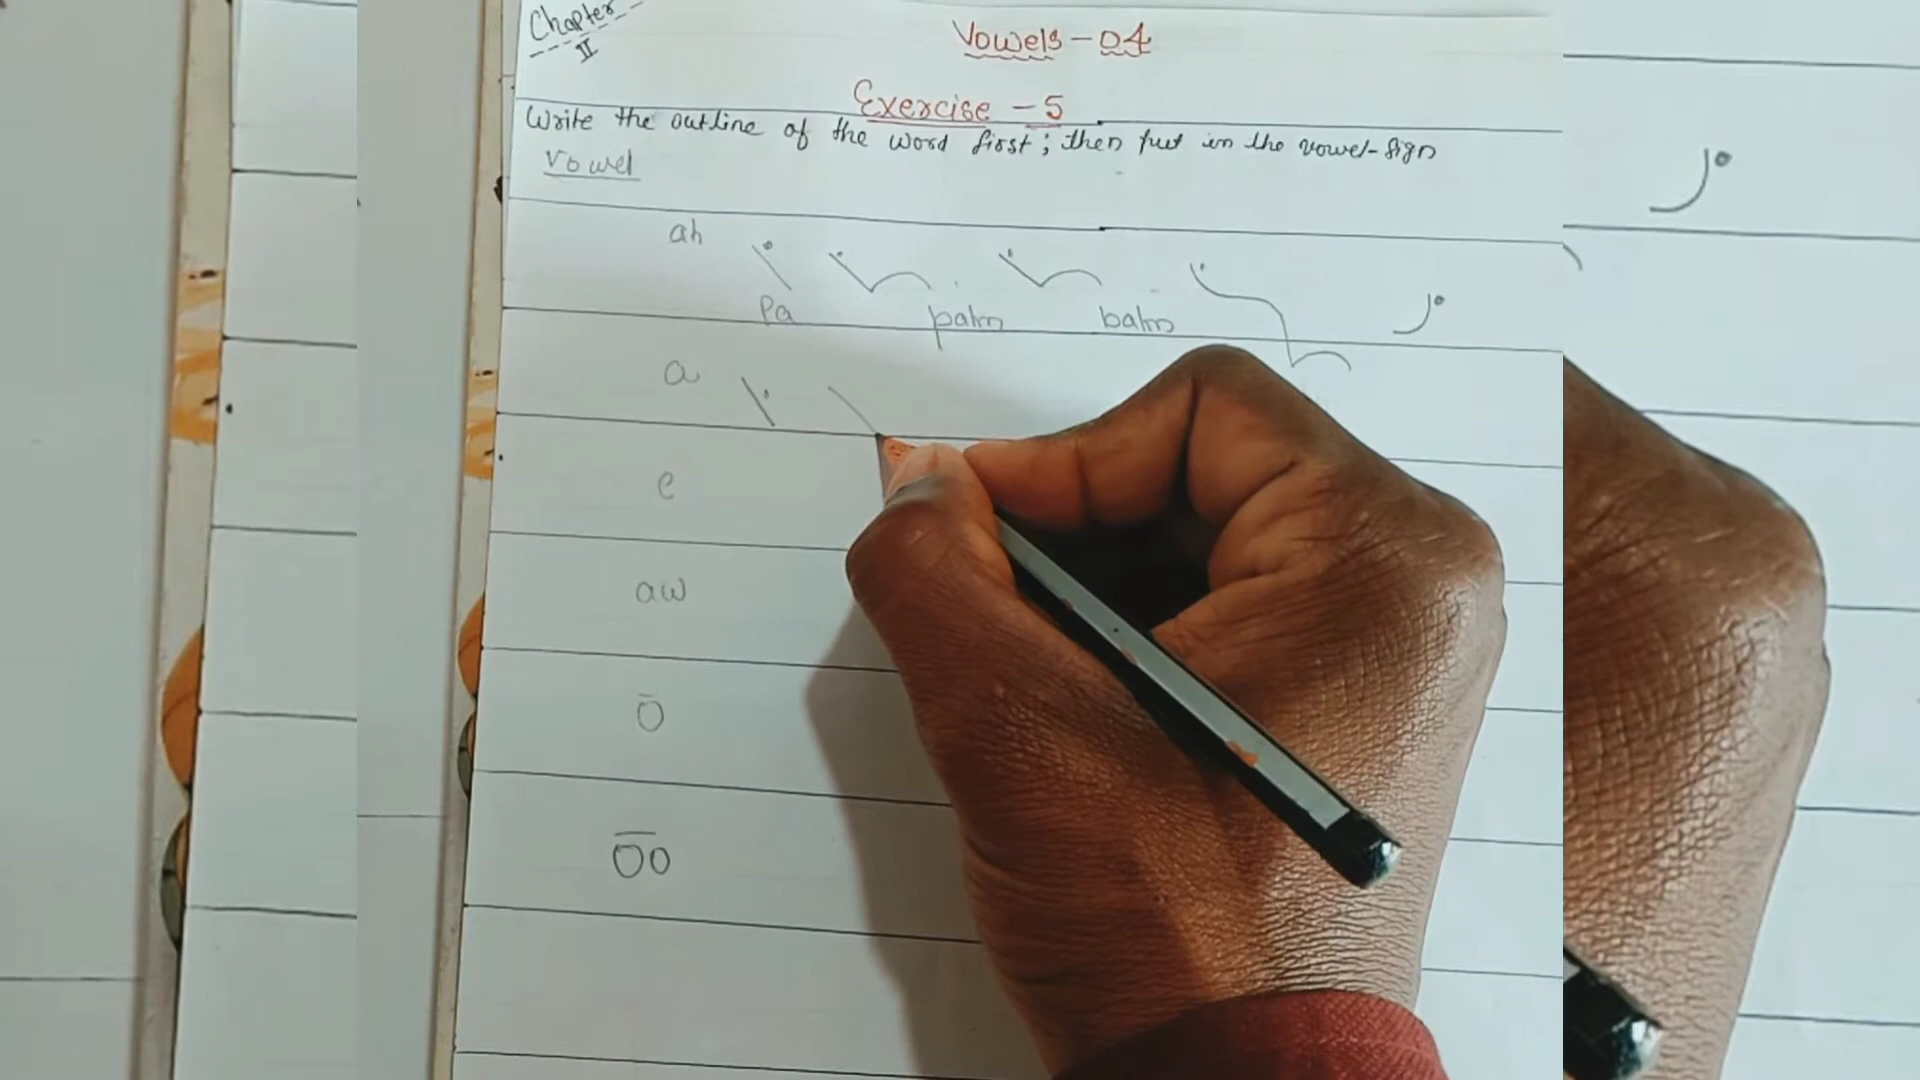 Chapter
II
Vowels - 04
Exercise - 5
Write the outline of the word first; then put in the vowel-sign
Vowel
ah
Pa palm balm
a
e
aw
ō
ōo